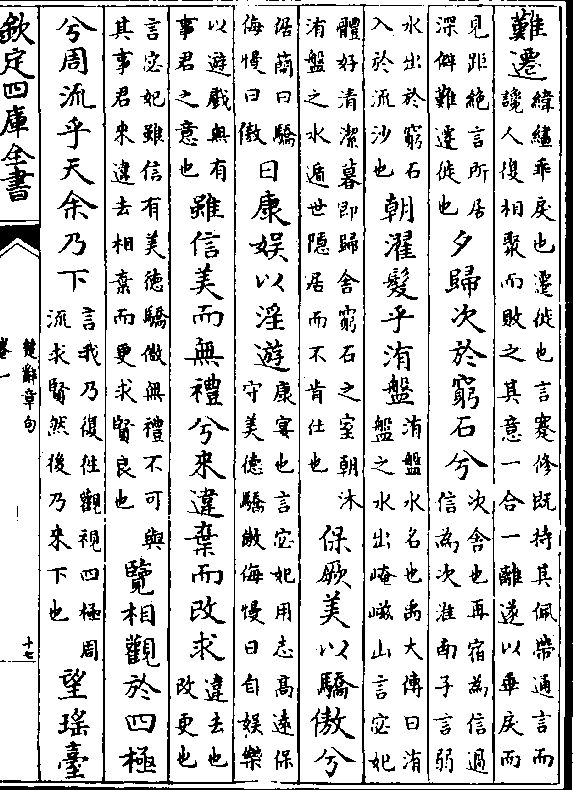 難遷緯繣乖戾也遷徙也言蹇修既持其佩帶通言而讒人復相聚而敗之其意一合一離遂以乖戾而
見距絕言所居深僻難遷徙也夕歸次於窮石兮次舍也再宿為信過信為次淮南子言弱
水出於窮石入於流沙也朝濯髮乎洧盤洧盤水名也禹大傳曰洧盤之水出崦嵫山言宓妃
體好清潔暮即歸舍窮石之室朝沐洧盤之水遁世隱居而不肯仕也保厥美以驕傲兮
倨簡曰驕侮慢曰傲日康娛以淫遊康宴也言宓妃用志高遠保守美德驕傲侮慢日自娛樂
以遊戲無有事君之意也雖信美而無禮兮來違棄而改求違去也改更也
言宓妃雖信有美德驕傲無禮不可與其事君來違去相棄而更求賢良也覽相觀於四極
兮周流乎天余乃下言我乃復往觀視四極周流求賢然後乃來下也望瑤臺
欽定四庫全書
楚辭章句
卷一
十七